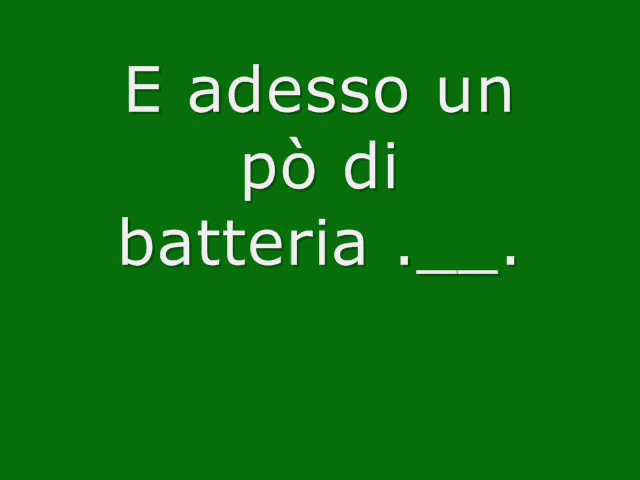 E adesso un
pò di
batteria .__.